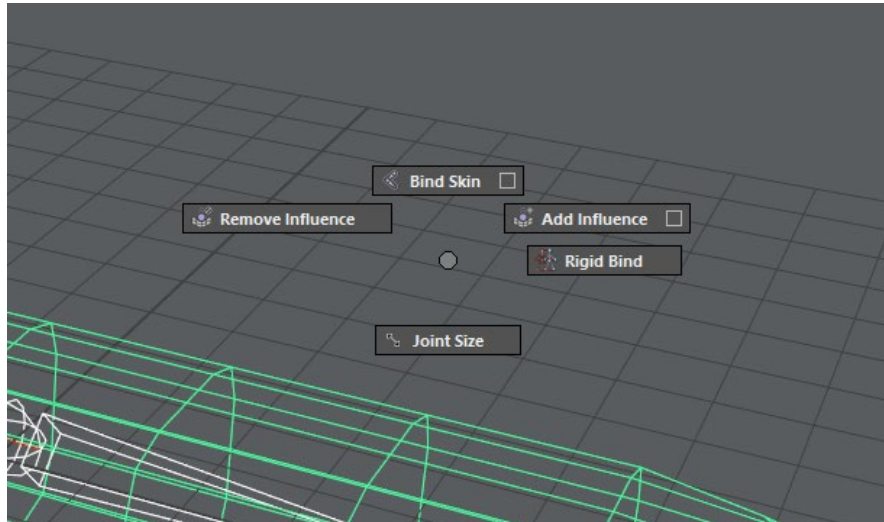 Bind Skin
Remove Influence
Add Influence
Rigid Bind
Joint Size